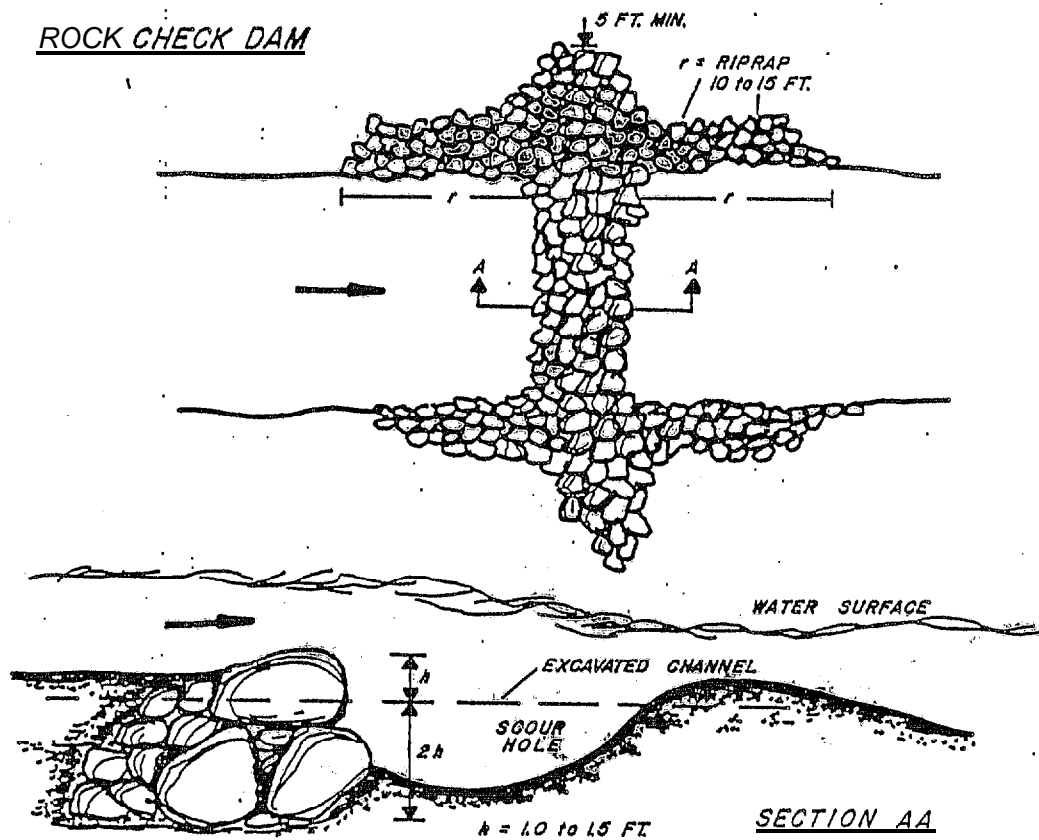 ROCK CHECK DAM
5 FT. MIN.
r = RIPRAP
10 to 15 FT.
r
r
A
A
WATER SURFACE
h
EXCAVATED CHANNEL
SCOUR
HOLE
2h
h = 1.0 to 1.5 FT.
SECTION AA